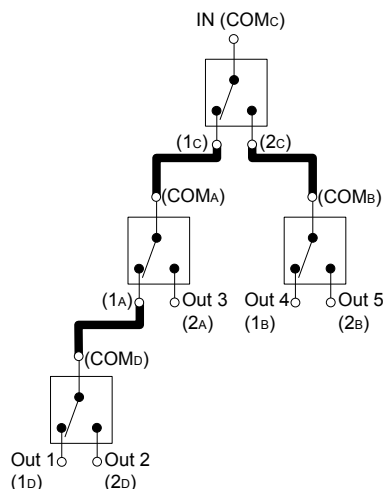 IN (COMC)
(1C) (2C)
(COMA) (COMB)
(1A) Out 3 Out 4 Out 5
(2A) (1B) (2B)
(COMD)
Out 1 Out 2
(1D) (2D)